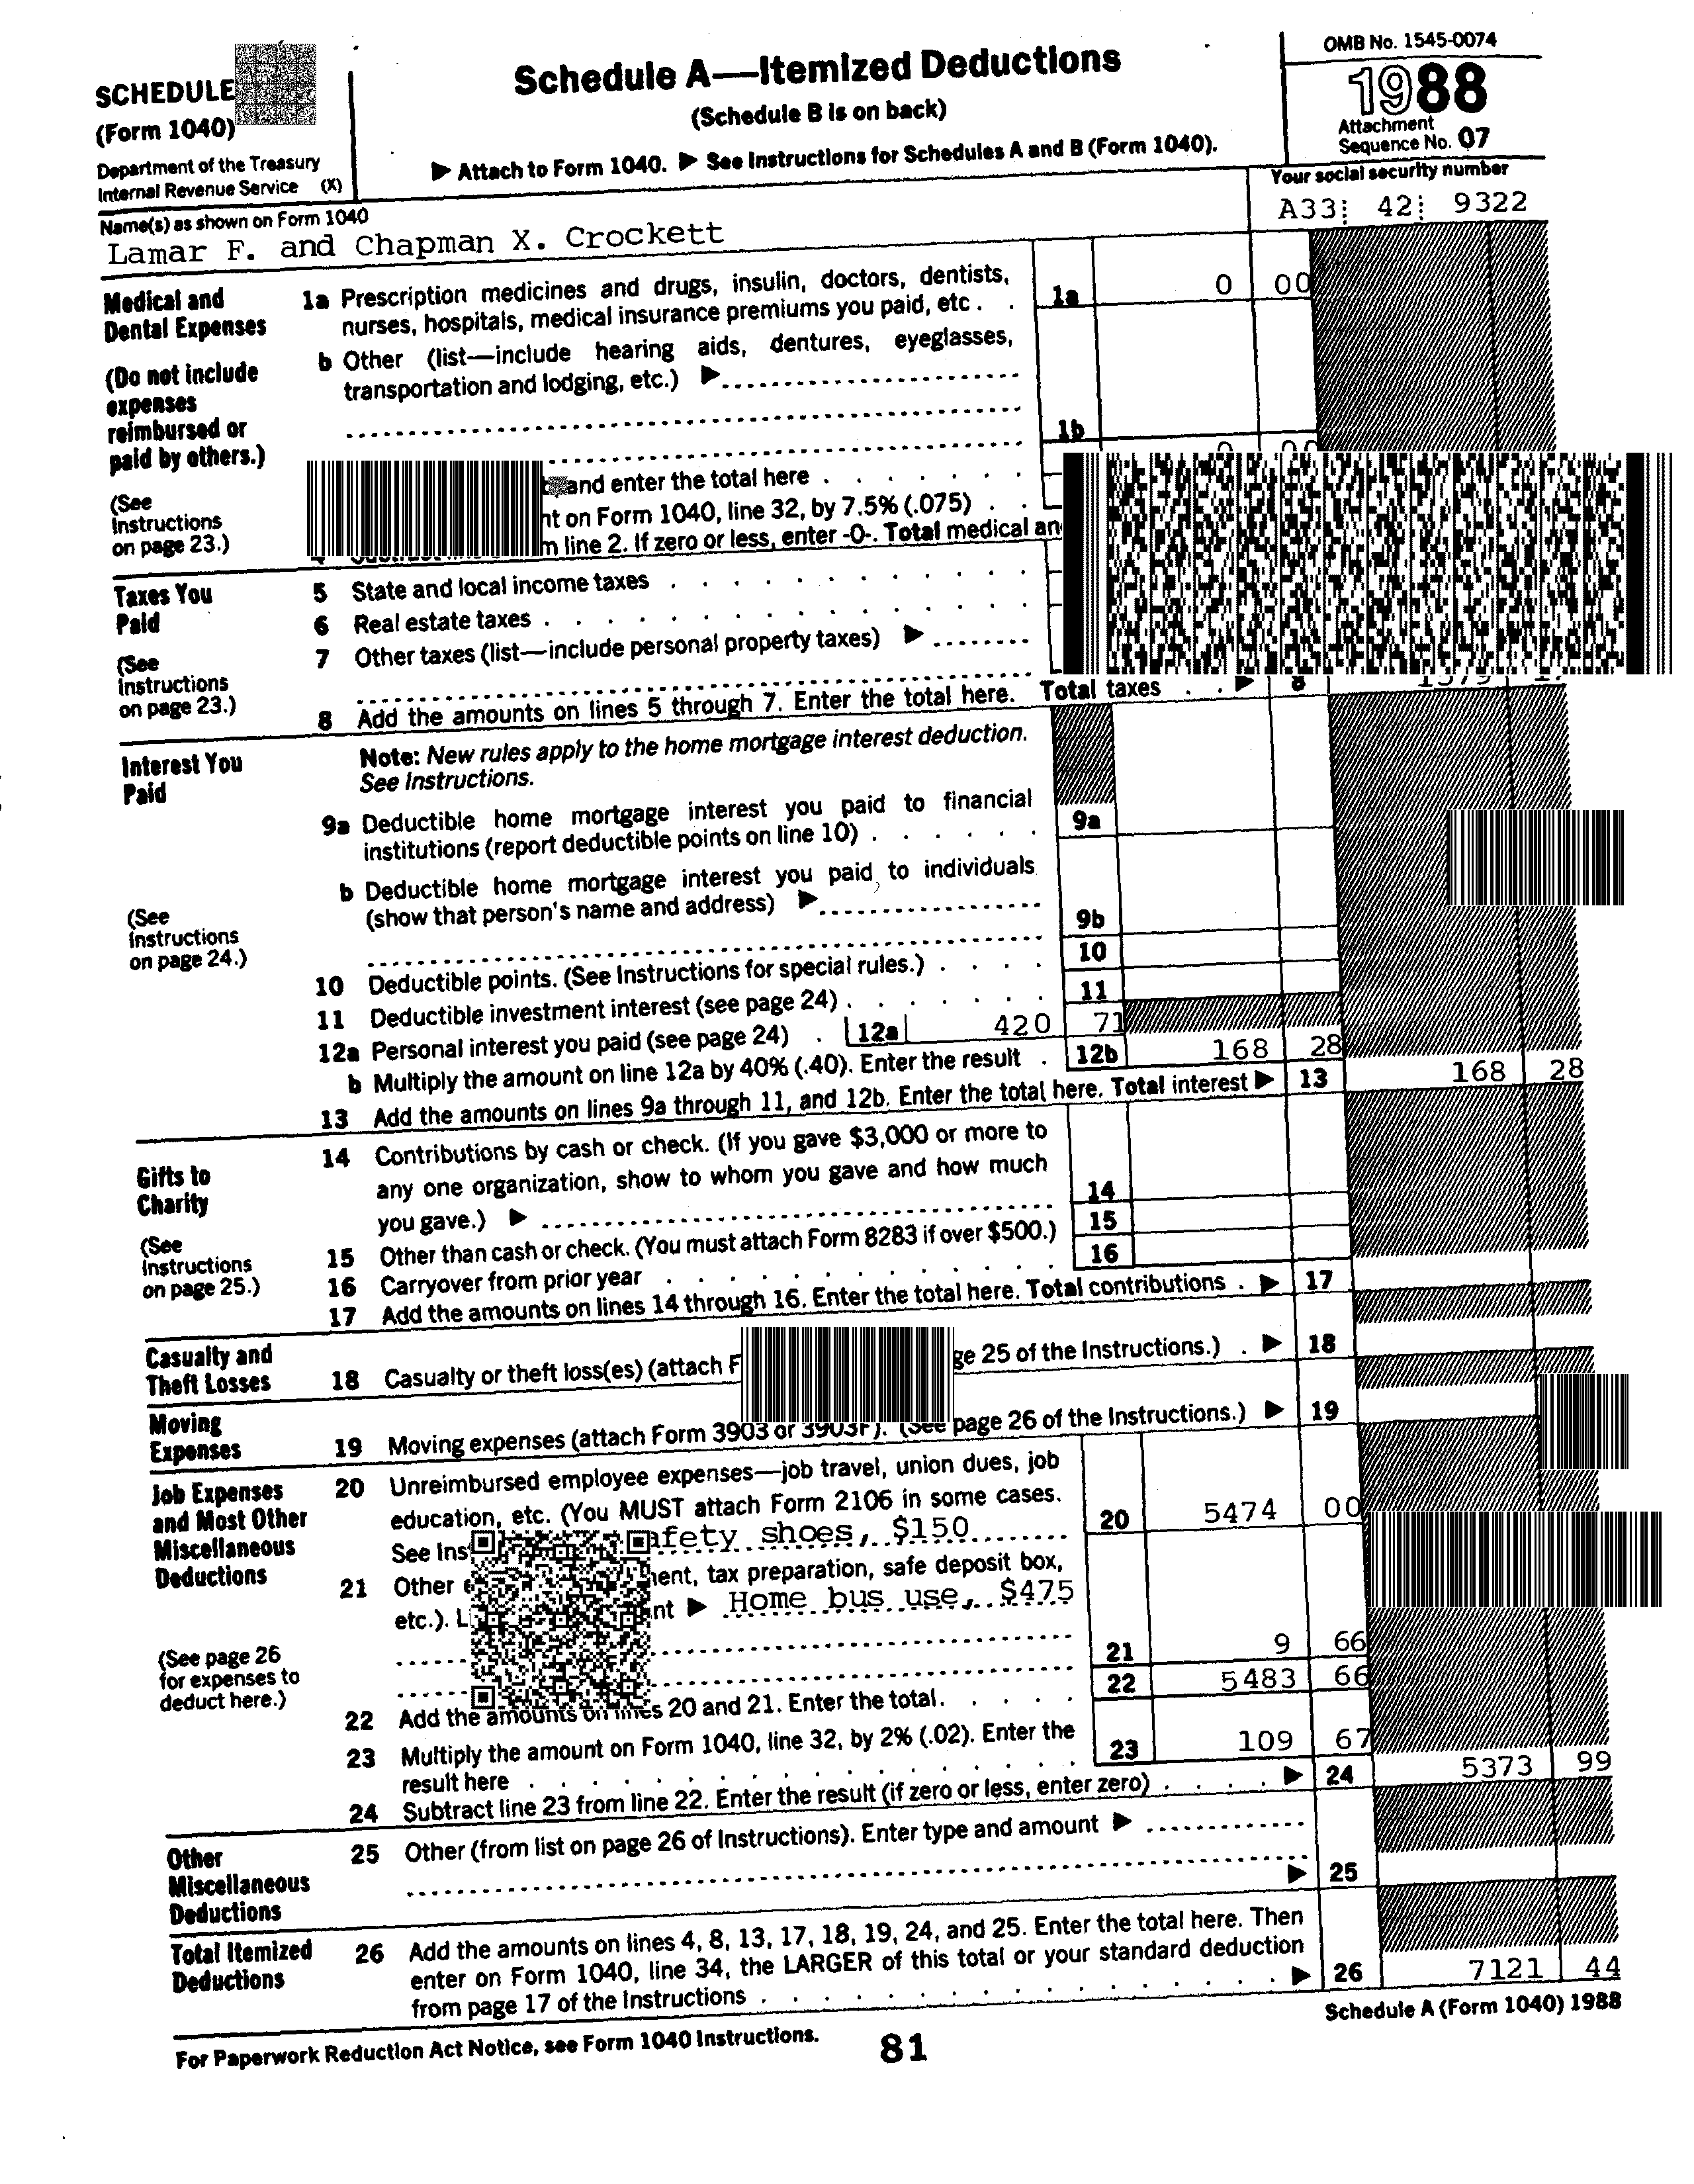 SCHEDULE
(Form 1040)
Department of the Treasury
Internal Revenue Service (X)
Schedule A—Itemized Deductions
(Schedule B is on back)
▶ Attach to Form 1040. ▶ See Instructions for Schedules A and B (Form 1040).
OMB No. 1545-0074
1988
Attachment
Sequence No. 07
Name(s) as shown on Form 1040
Lamar F. and Chapman X. Crockett
Your social security number
A33 42 9322
Medical and
Dental Expenses
(Do not include
expenses
reimbursed or
paid by others.)
(See
Instructions
on page 23.)
1a Prescription medicines and drugs, insulin, doctors, dentists,
nurses, hospitals, medical insurance premiums you paid, etc . . 1a 0 00
b Other (list—include hearing aids, dentures, eyeglasses,
transportation and lodging, etc.) ▶
1b 0 00
and enter the total here
on Form 1040, line 32, by 7.5% (.075)
line 2. If zero or less, enter -0-. Total medical
Taxes You
Paid
(See
Instructions
on page 23.)
5 State and local income taxes
6 Real estate taxes
7 Other taxes (list—include personal property taxes) ▶
8 Add the amounts on lines 5 through 7. Enter the total here. Total taxes . . ▶ 8
Interest You
Paid
(See
Instructions
on page 24.)
Note: New rules apply to the home mortgage interest deduction.
See Instructions.
9a Deductible home mortgage interest you paid to financial
institutions (report deductible points on line 10) 9a
b Deductible home mortgage interest you paid to individuals
(show that person's name and address) ▶
9b
10 Deductible points. (See Instructions for special rules.) 10
11 Deductible investment interest (see page 24) 11
12a Personal interest you paid (see page 24) 12a 420 71
b Multiply the amount on line 12a by 40% (.40). Enter the result 12b 168 28
13 Add the amounts on lines 9a through 11, and 12b. Enter the total here. Total interest ▶ 13 168 28
Gifts to
Charity
(See
Instructions
on page 25.)
14 Contributions by cash or check. (If you gave $3,000 or more to
any one organization, show to whom you gave and how much
you gave.) ▶ 14
15 Other than cash or check. (You must attach Form 8283 if over $500.) 15
16 Carryover from prior year 16
17 Add the amounts on lines 14 through 16. Enter the total here. Total contributions . ▶ 17
Casualty and
Theft Losses
18 Casualty or theft loss(es) (attach 25 of the Instructions.) . ▶ 18
Moving
Expenses
19 Moving expenses (attach Form 3903 or 3903F). (See page 26 of the Instructions.) ▶ 19
Job Expenses
and Most Other
Miscellaneous
Deductions
(See page 26
for expenses to
deduct here.)
20 Unreimbursed employee expenses—job travel, union dues, job
education, etc. (You MUST attach Form 2106 in some cases.
See shoes, $150 20 5474 00
21 Other tax preparation, safe deposit box,
etc.). ▶ Home bus use, $475
21 9 66
22 5483 66
22 Add the amounts on lines 20 and 21. Enter the total.
23 Multiply the amount on Form 1040, line 32, by 2% (.02). Enter the
result here 23 109 67
24 Subtract line 23 from line 22. Enter the result (if zero or less, enter zero) ▶ 24 5373 99
Other
Miscellaneous
Deductions
25 Other (from list on page 26 of Instructions). Enter type and amount ▶
▶ 25
Total Itemized
Deductions
26 Add the amounts on lines 4, 8, 13, 17, 18, 19, 24, and 25. Enter the total here. Then
enter on Form 1040, line 34, the LARGER of this total or your standard deduction
from page 17 of the Instructions ▶ 26 7121 44
For Paperwork Reduction Act Notice, see Form 1040 Instructions.
81
Schedule A (Form 1040) 1988